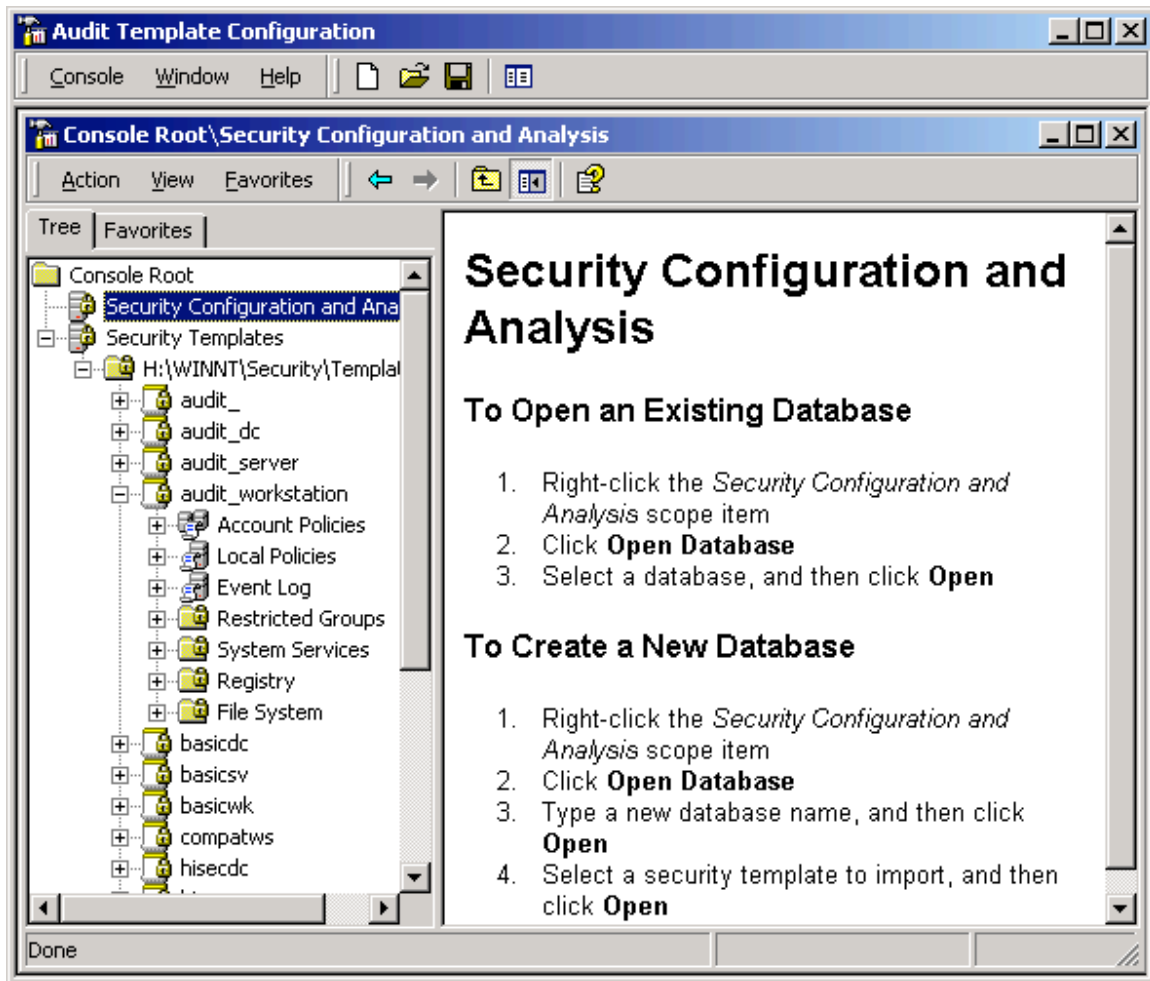 Audit Template Configuration
Console Window Help
Console Root\Security Configuration and Analysis
Action View Favorites
Tree Favorites
Console Root
Security Configuration and Ana
Security Templates
H:\WINNT\Security\Templat
audit_
audit_dc
audit_server
audit_workstation
Account Policies
Local Policies
Event Log
Restricted Groups
System Services
Registry
File System
basicdc
basicsv
basicwk
compatws
hisecdc
Security Configuration and
Analysis
To Open an Existing Database
1. Right-click the Security Configuration and
Analysis scope item
2. Click Open Database
3. Select a database, and then click Open
To Create a New Database
1. Right-click the Security Configuration and
Analysis scope item
2. Click Open Database
3. Type a new database name, and then click
Open
4. Select a security template to import, and then
click Open
Done